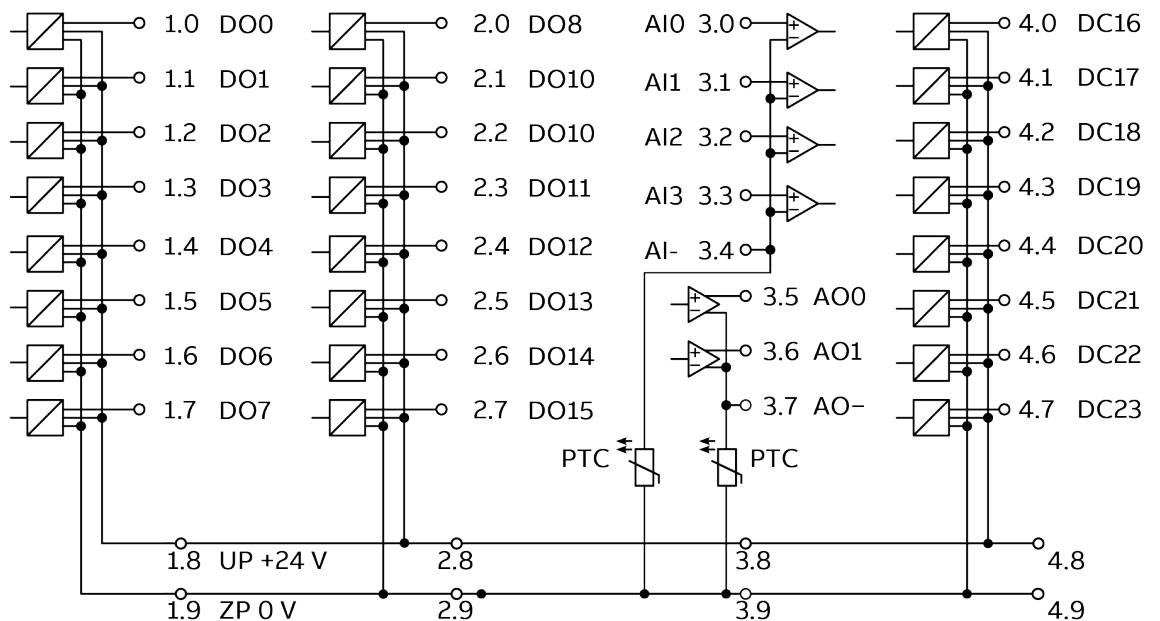 1.0 DO0 2.0 DO8 AI0 3.0 + − 4.0 DC16
1.1 DO1 2.1 DO10 AI1 3.1 + − 4.1 DC17
1.2 DO2 2.2 DO10 AI2 3.2 + − 4.2 DC18
1.3 DO3 2.3 DO11 AI3 3.3 + − 4.3 DC19
1.4 DO4 2.4 DO12 AI- 3.4 4.4 DC20
1.5 DO5 2.5 DO13 + − 3.5 AO0 4.5 DC21
1.6 DO6 2.6 DO14 + − 3.6 AO1 4.6 DC22
1.7 DO7 2.7 DO15 3.7 AO− 4.7 DC23
PTC PTC
1.8 UP +24 V 2.8 3.8 4.8
1.9 ZP 0 V 2.9 3.9 4.9